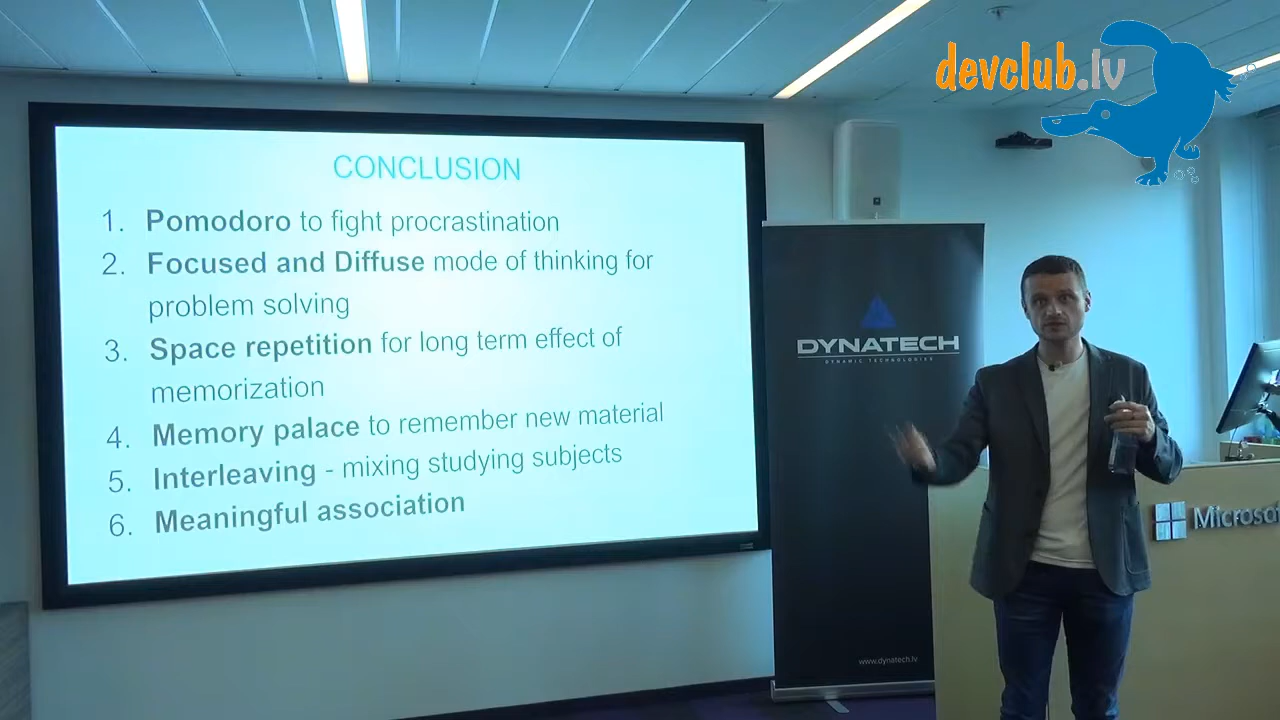 devclub.lv
CONCLUSION
1. Pomodoro to fight procrastination
2. Focused and Diffuse mode of thinking for
problem solving
3. Space repetition for long term effect of
memorization
4. Memory palace to remember new material
5. Interleaving - mixing studying subjects
6. Meaningful association
DYNATECH
DYNAMIC TECHNOLOGIES
www.dynatech.lv
Microsof